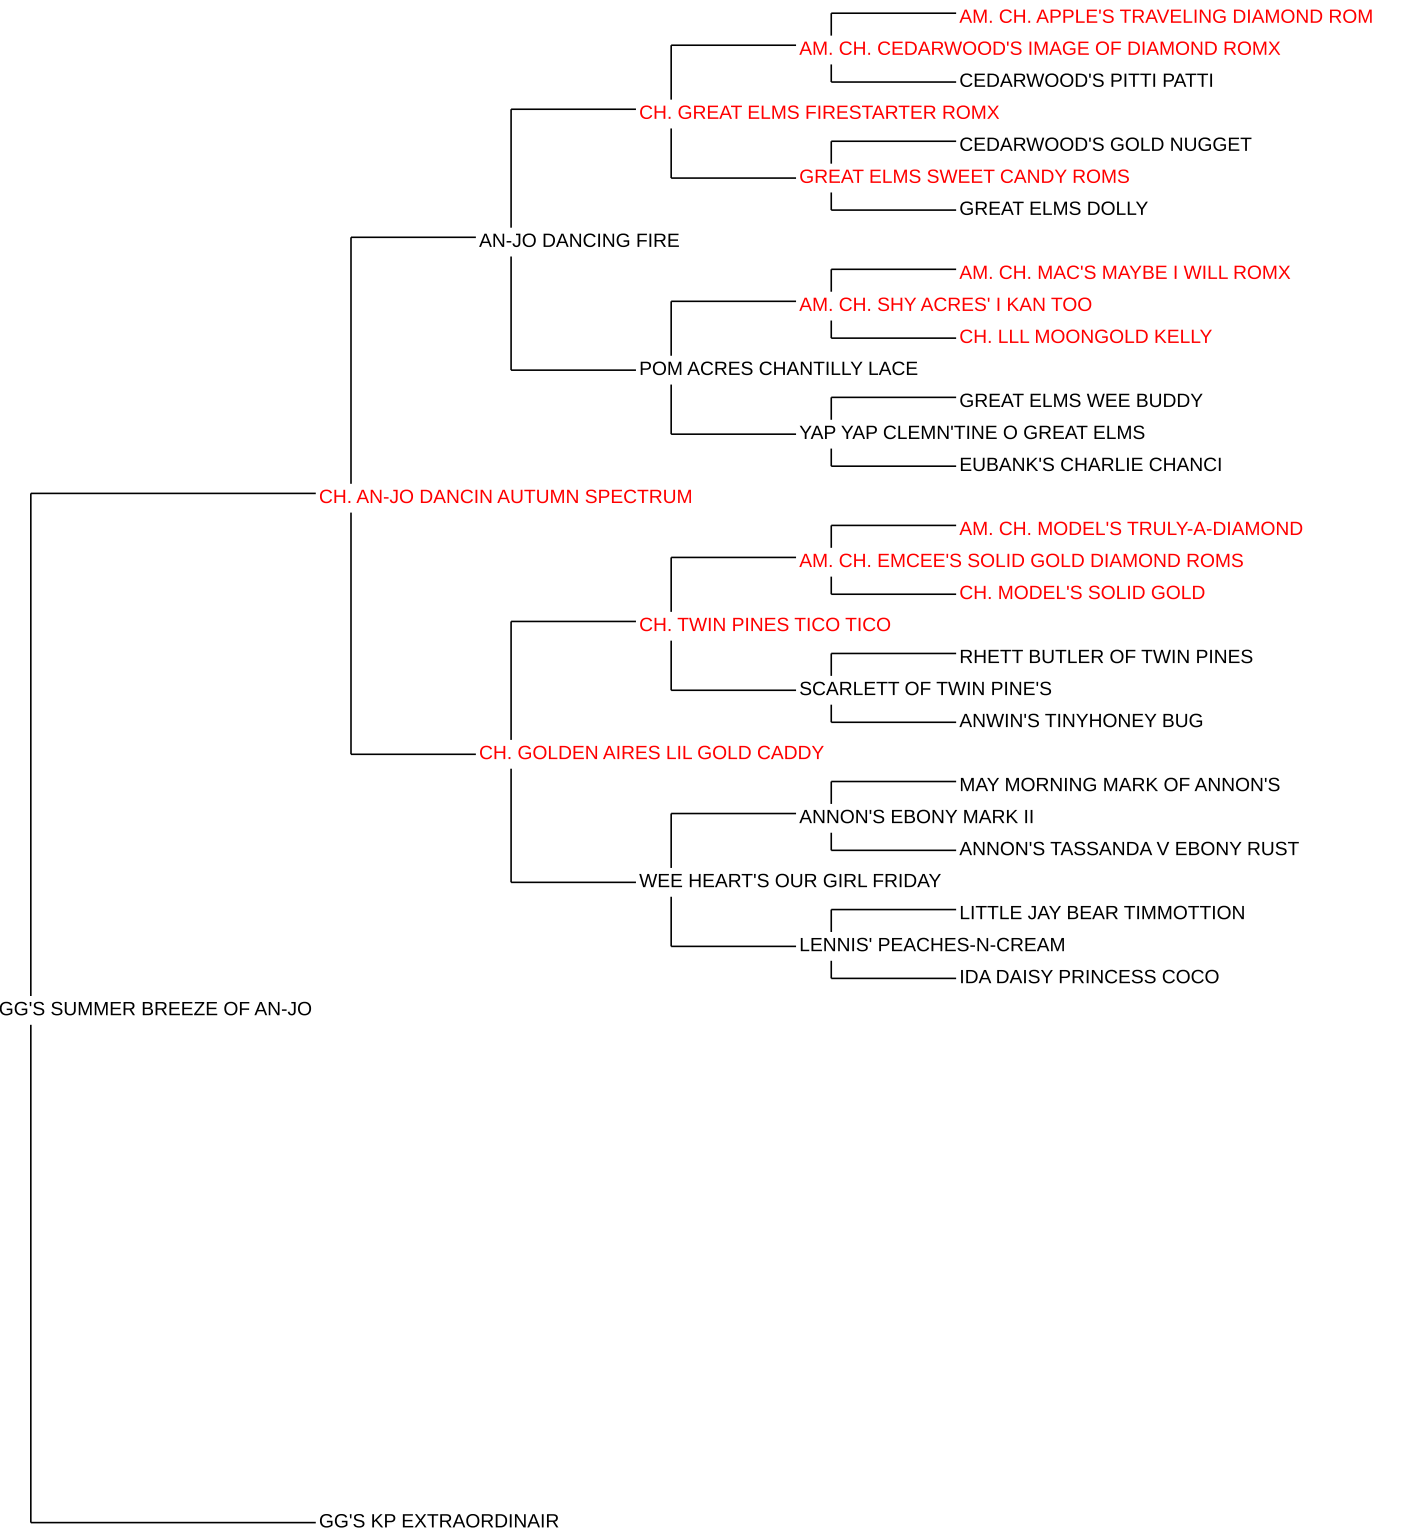 AM. CH. APPLE'S TRAVELING DIAMOND ROM
AM. CH. CEDARWOOD'S IMAGE OF DIAMOND ROMX
CEDARWOOD'S PITTI PATTI
CH. GREAT ELMS FIRESTARTER ROMX
CEDARWOOD'S GOLD NUGGET
GREAT ELMS SWEET CANDY ROMS
GREAT ELMS DOLLY
AN-JO DANCING FIRE
AM. CH. MAC'S MAYBE I WILL ROMX
AM. CH. SHY ACRES' I KAN TOO
CH. LLL MOONGOLD KELLY
POM ACRES CHANTILLY LACE
GREAT ELMS WEE BUDDY
YAP YAP CLEMN'TINE O GREAT ELMS
EUBANK'S CHARLIE CHANCI
CH. AN-JO DANCIN AUTUMN SPECTRUM
AM. CH. MODEL'S TRULY-A-DIAMOND
AM. CH. EMCEE'S SOLID GOLD DIAMOND ROMS
CH. MODEL'S SOLID GOLD
CH. TWIN PINES TICO TICO
RHETT BUTLER OF TWIN PINES
SCARLETT OF TWIN PINE'S
ANWIN'S TINYHONEY BUG
CH. GOLDEN AIRES LIL GOLD CADDY
MAY MORNING MARK OF ANNON'S
ANNON'S EBONY MARK II
ANNON'S TASSANDA V EBONY RUST
WEE HEART'S OUR GIRL FRIDAY
LITTLE JAY BEAR TIMMOTTION
LENNIS' PEACHES-N-CREAM
IDA DAISY PRINCESS COCO
GG'S SUMMER BREEZE OF AN-JO
GG'S KP EXTRAORDINAIR